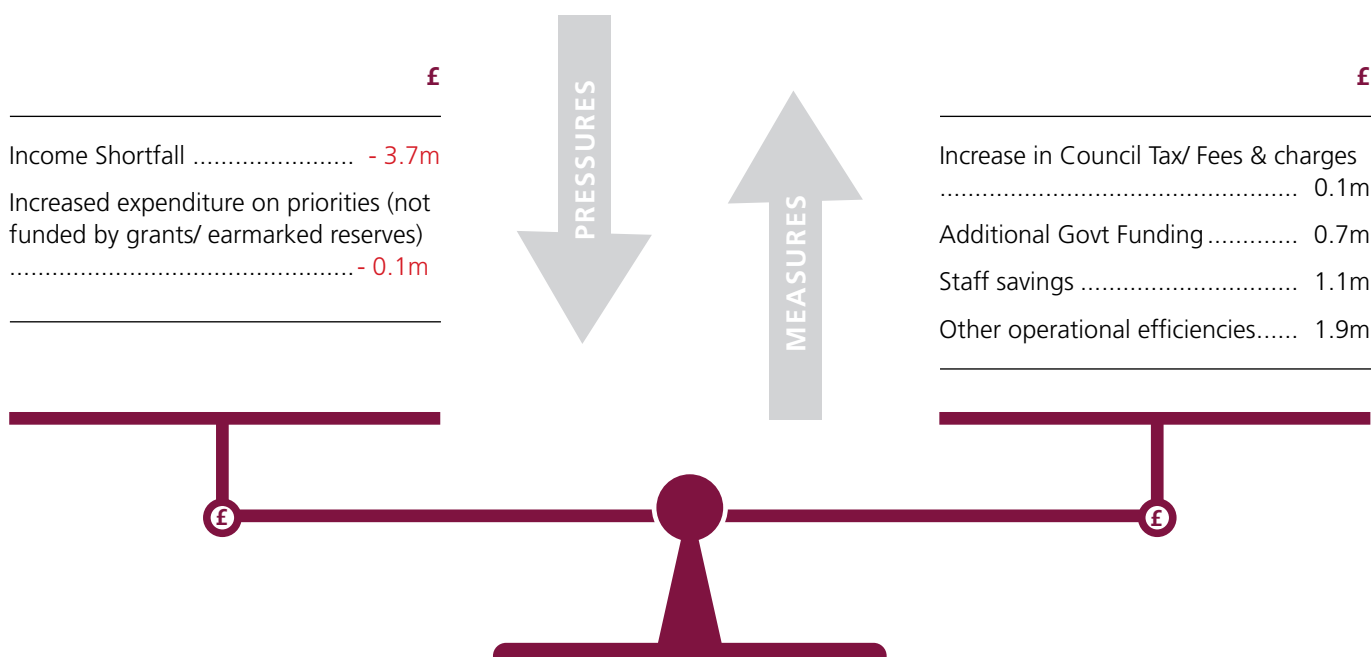 £
Income Shortfall ....................... - 3.7m
Increased expenditure on priorities (not
funded by grants/ earmarked reserves)
.................................................- 0.1m
PRESSURES
MEASURES
£
Increase in Council Tax/ Fees & charges
................................................... 0.1m
Additional Govt Funding............. 0.7m
Staff savings ............................... 1.1m
Other operational efficiencies...... 1.9m
£
£